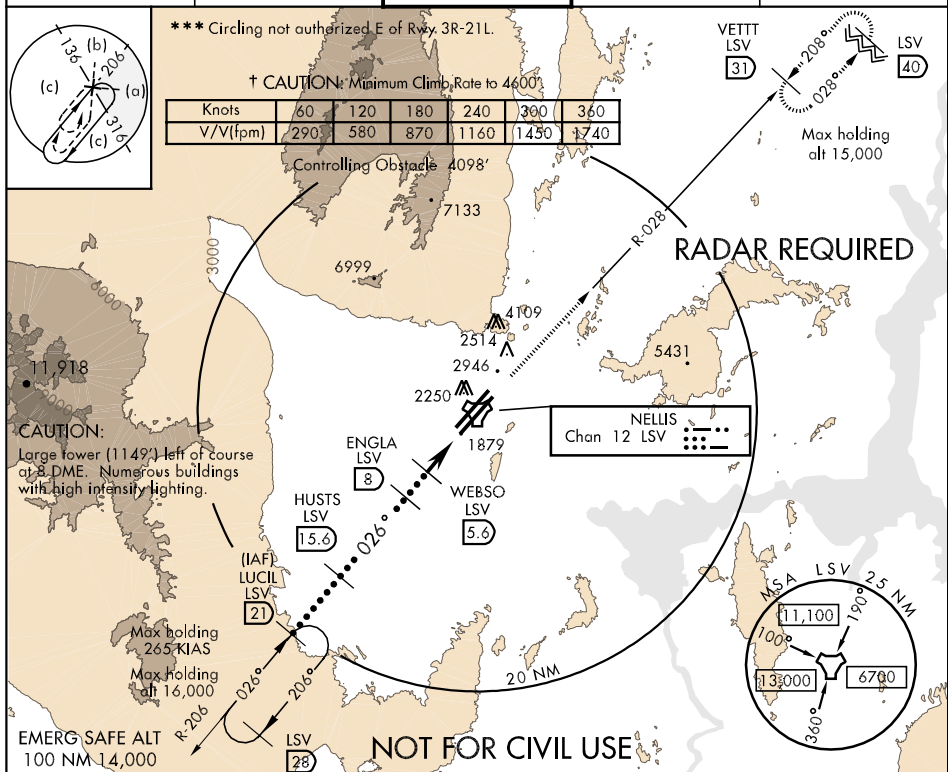 *** Circling not authorized E of Rwy. 3R-21L.
† CAUTION: Minimum Climb Rate to 4600'
Knots 60 120 180 240 300 360
V/V(fpm) 290 580 870 1160 1450 1740
Controlling Obstacle 4098'
136
(b)
206
(c)
(a)
316
(c)
VETTT
LSV
31
208°
028°
LSV
40
Max holding
alt 15,000
R-028
RADAR REQUIRED
7133
3000
6999
4109
2514
2946
2250
5431
1879
11,918
NELLIS
Chan 12 LSV
CAUTION:
Large tower (1149') left of course
at 8 DME. Numerous buildings
with high intensity lighting.
ENGLA
LSV
8
WEBSO
LSV
5.6
HUSTS
LSV
15.6
026°
(IAF)
LUCIL
LSV
21
Max holding
265 KIAS
Max holding
alt 16,000
R-206
026°
206°
LSV
28
20 NM
MSA LSV 25 NM
11,100
190°
100°
13,000
6700
360°
EMERG SAFE ALT
100 NM 14,000
NOT FOR CIVIL USE